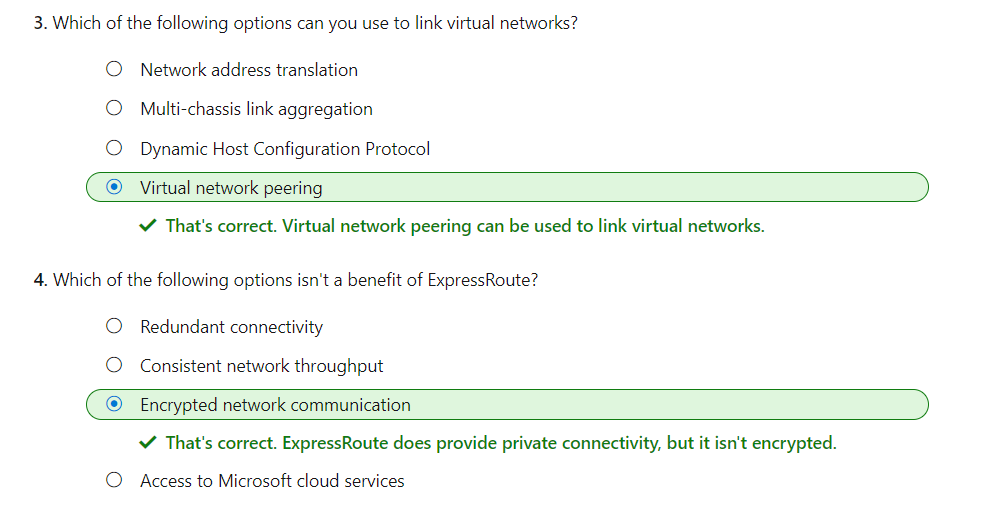 3. Which of the following options can you use to link virtual networks?
Network address translation
Multi-chassis link aggregation
Dynamic Host Configuration Protocol
Virtual network peering
That's correct. Virtual network peering can be used to link virtual networks.
4. Which of the following options isn't a benefit of ExpressRoute?
Redundant connectivity
Consistent network throughput
Encrypted network communication
That's correct. ExpressRoute does provide private connectivity, but it isn't encrypted.
Access to Microsoft cloud services